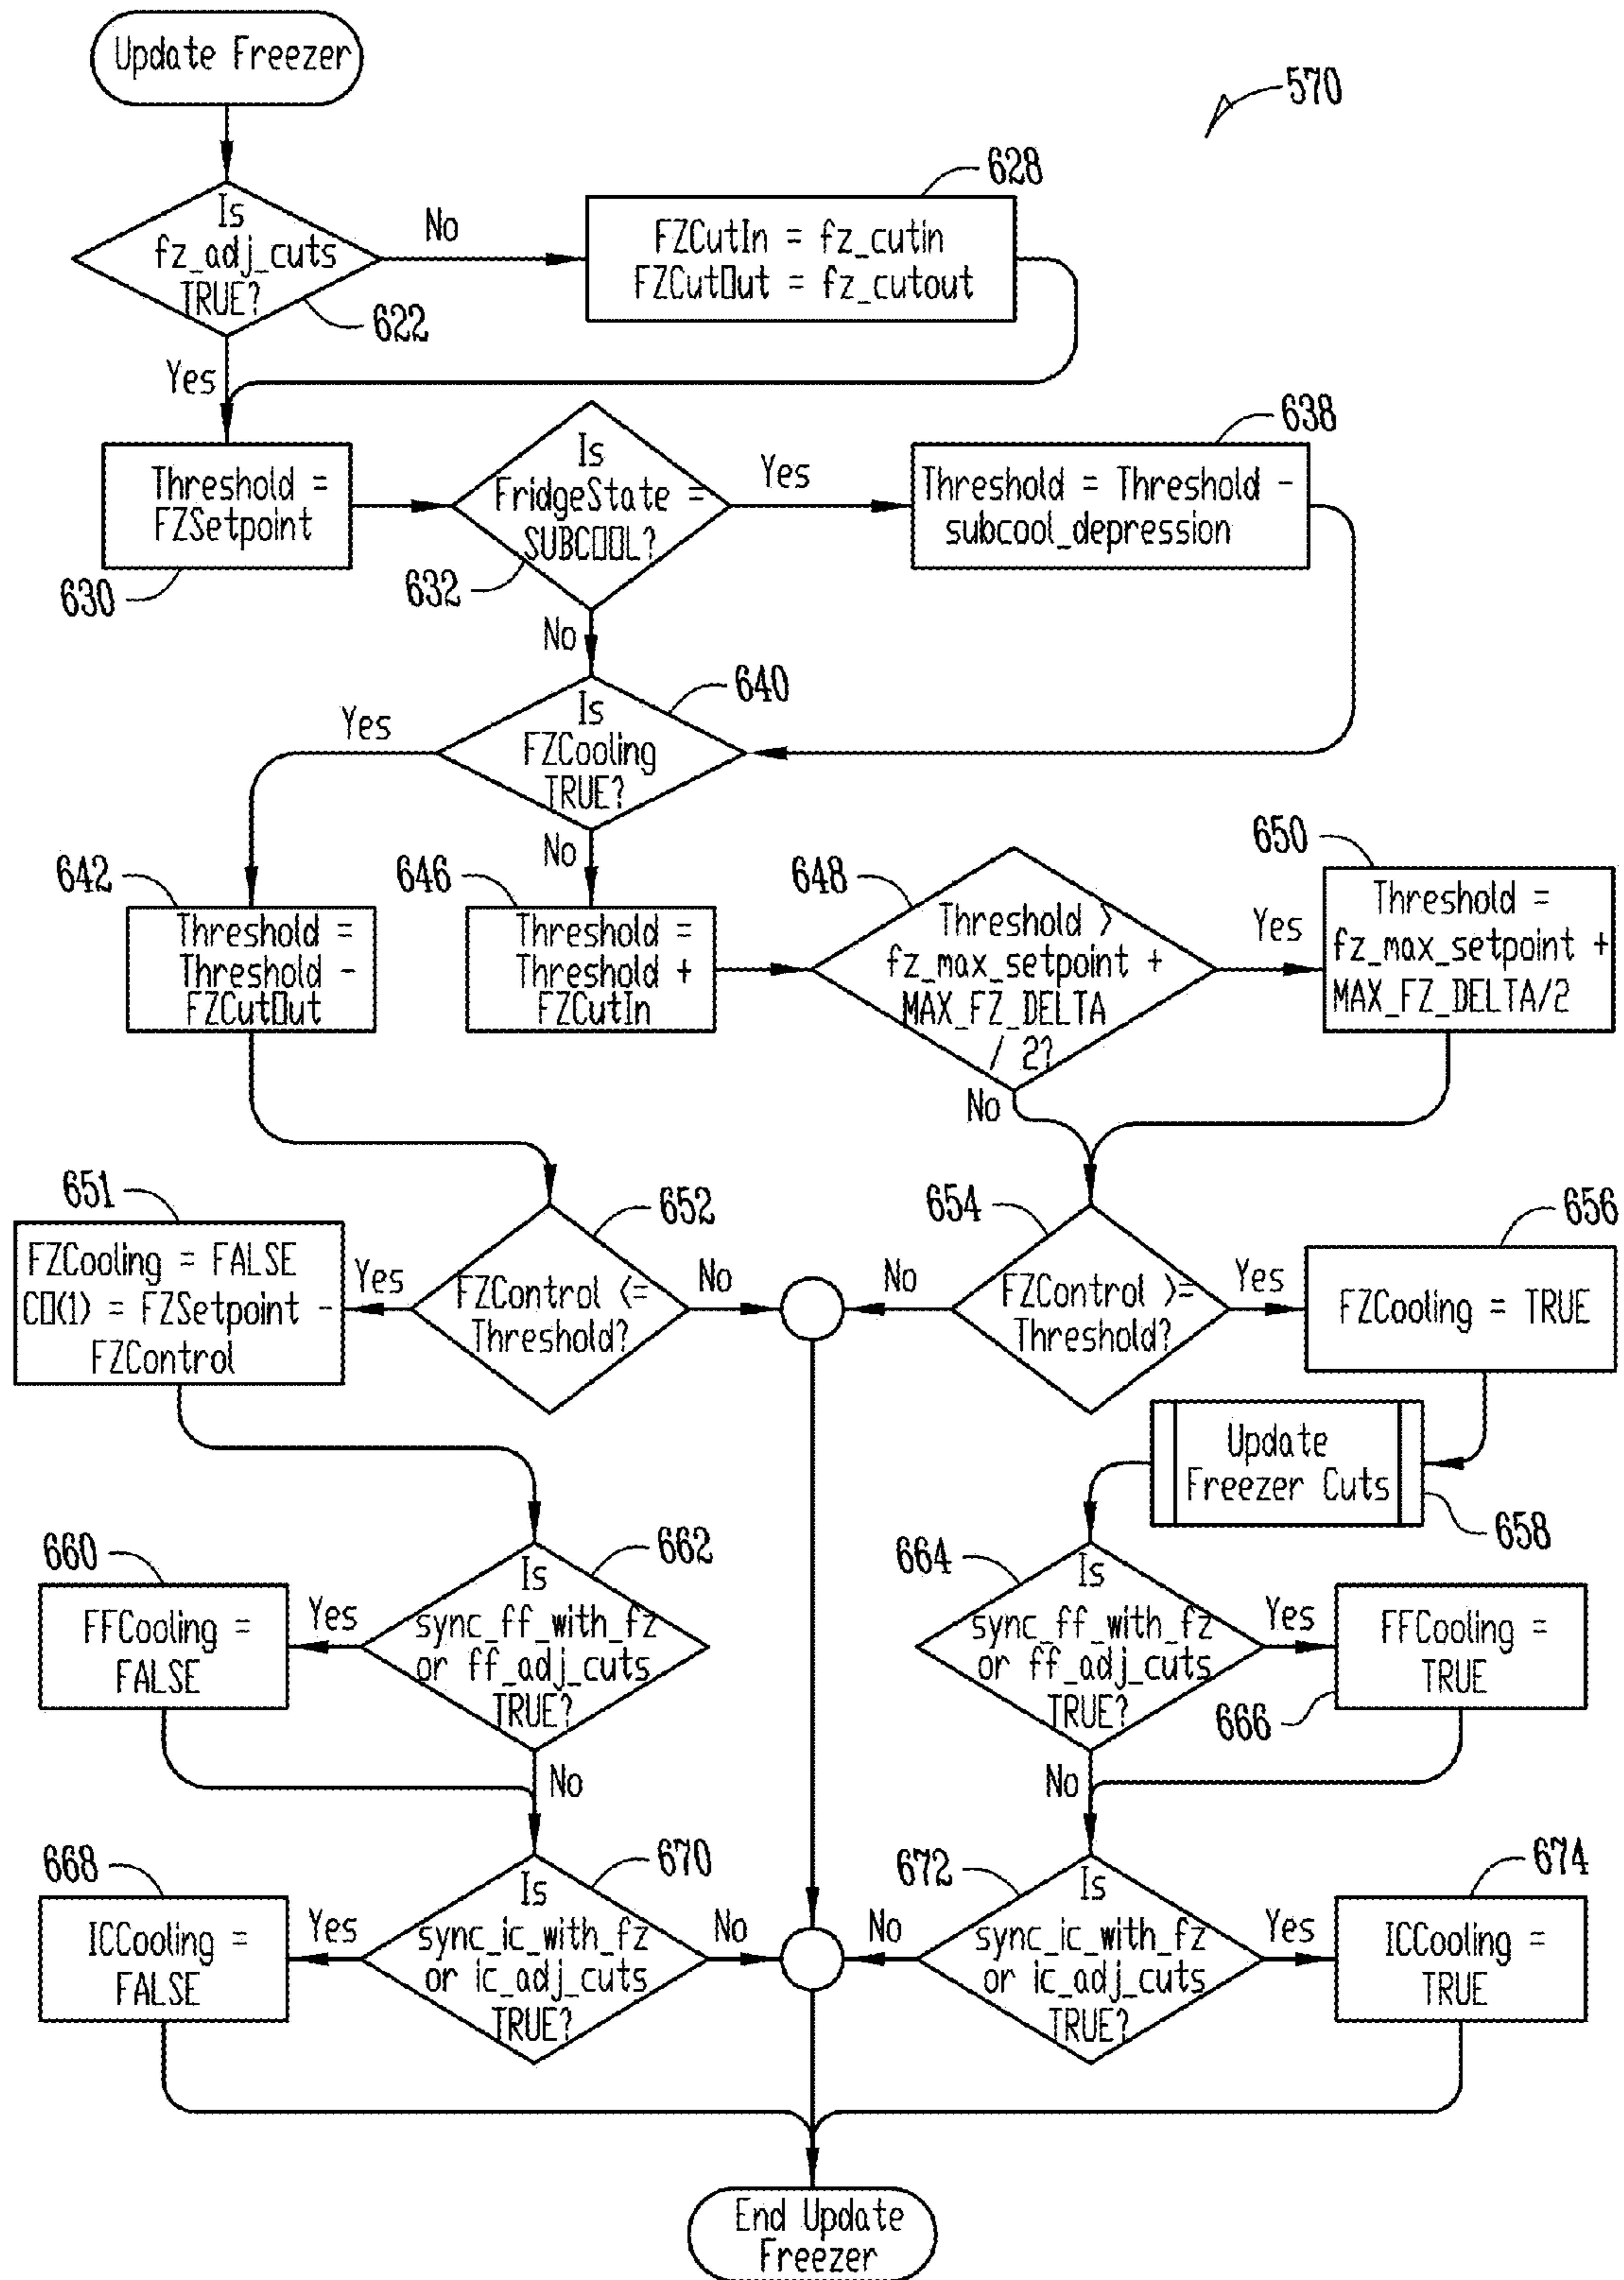 Update Freezer
570
Is
fz_adj_cuts
TRUE?
622
No
628
FZCutIn = fz_cutin
FZCutOut = fz_cutout
Yes
Threshold =
FZSetpoint
630
Is
FridgeState =
SUBCOOL?
632
Yes
638
Threshold = Threshold -
subcool_depression
No
640
Is
FZCooling
TRUE?
Yes
No
642
Threshold =
Threshold -
FZCutOut
646
Threshold =
Threshold +
FZCutIn
648
Threshold >
fz_max_setpoint +
MAX_FZ_DELTA
/ 2?
Yes
650
Threshold =
fz_max_setpoint +
MAX_FZ_DELTA/2
No
651
FZCooling = FALSE
CO(1) = FZSetpoint -
FZControl
Yes
652
FZControl <=
Threshold?
No
654
No
FZControl >=
Threshold?
Yes
656
FZCooling = TRUE
Update
Freezer Cuts
658
660
FFCooling =
FALSE
Yes
662
Is
sync_ff_with_fz
or ff_adj_cuts
TRUE?
No
664
Is
sync_ff_with_fz
or ff_adj_cuts
TRUE?
Yes
666
FFCooling =
TRUE
No
668
ICCooling =
FALSE
Yes
670
Is
sync_ic_with_fz
or ic_adj_cuts
TRUE?
No
672
No
Is
sync_ic_with_fz
or ic_adj_cuts
TRUE?
Yes
674
ICCooling =
TRUE
End Update
Freezer